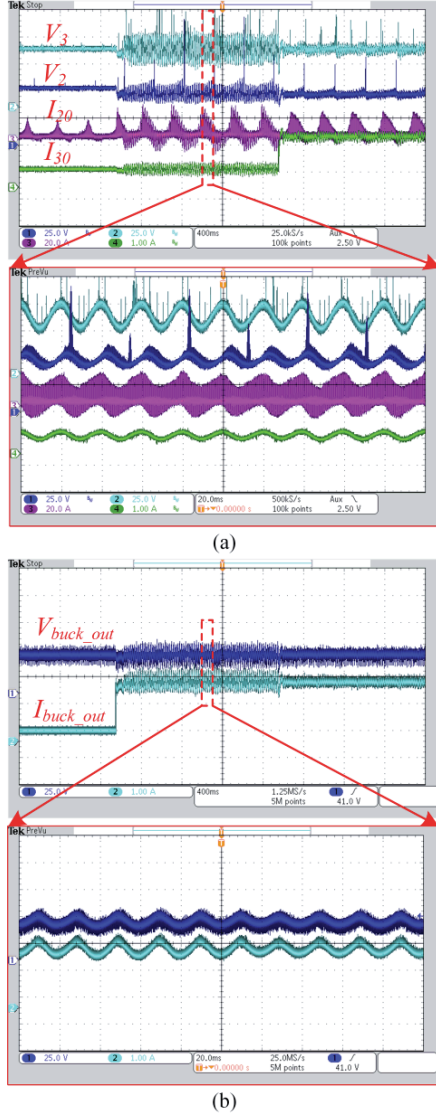 Tek Stop
V3
V2
I20
I30
1 25.0 V 2 25.0 V 400ms 25.0kS/s Aux
3 20.0 A 4 1.00 A 100k points 2.50 V
Tek PreVu
1 25.0 V 2 25.0 V 20.0ms 500kS/s Aux
3 20.0 A 4 1.00 A 0.00000 s 100k points 2.50 V
(a)
Tek Stop
Vbuck_out
Ibuck_out
1 25.0 V 2 1.00 A 400ms 1.25MS/s 1
5M points 41.0 V
Tek PreVu
1 25.0 V 2 1.00 A 20.0ms 25.0MS/s 1
0.00000 s 5M points 41.0 V
(b)